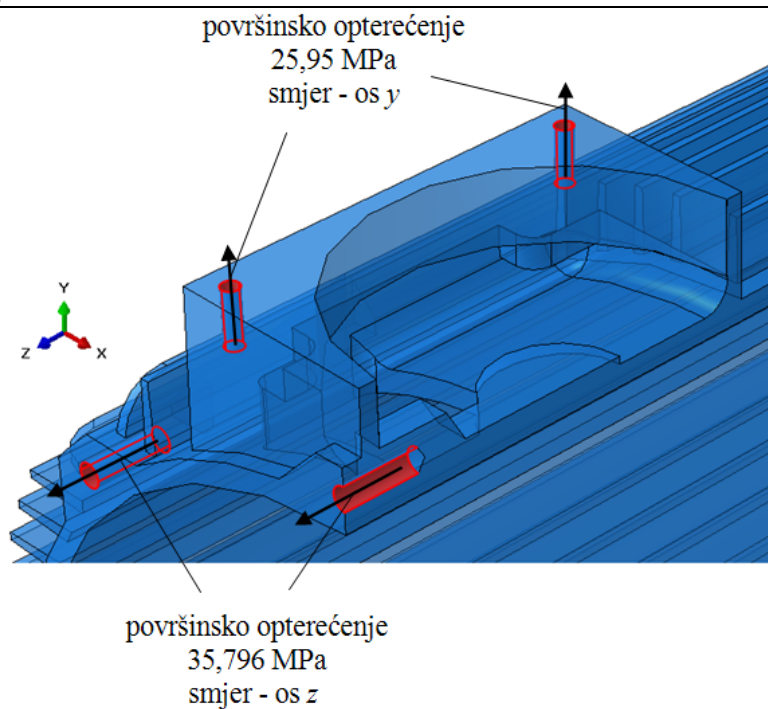 površinsko opterećenje
25,95 MPa
smjer - os y
Y
Z
X
površinsko opterećenje
35,796 MPa
smjer - os z